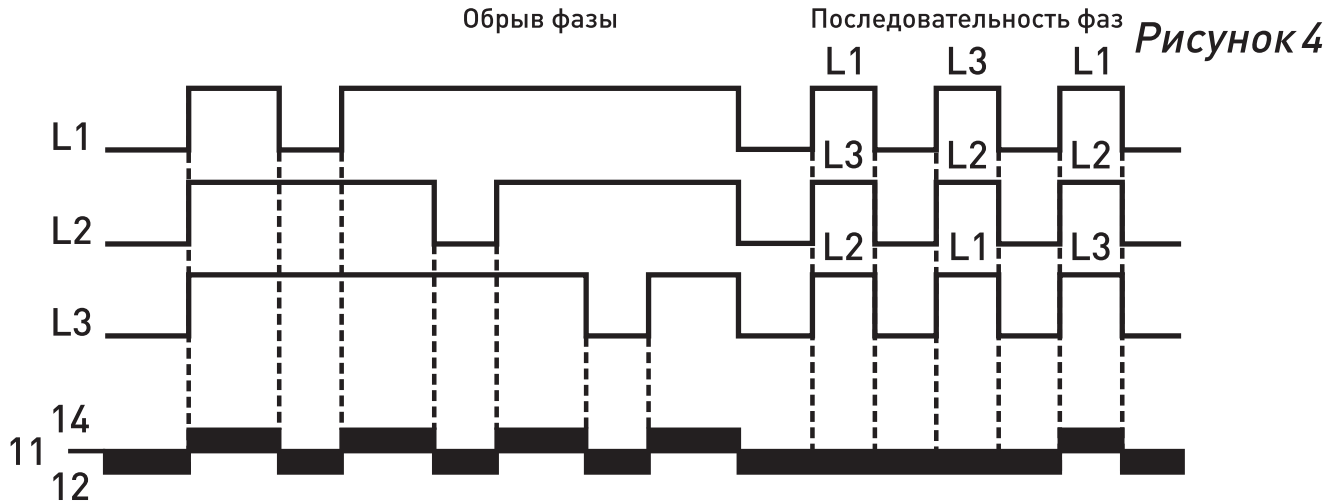 Обрыв фазы
Последовательность фаз
Рисунок 4
L1 L3 L1
L1
L3 L2 L2
L2
L2 L1 L3
L3
14
11
12